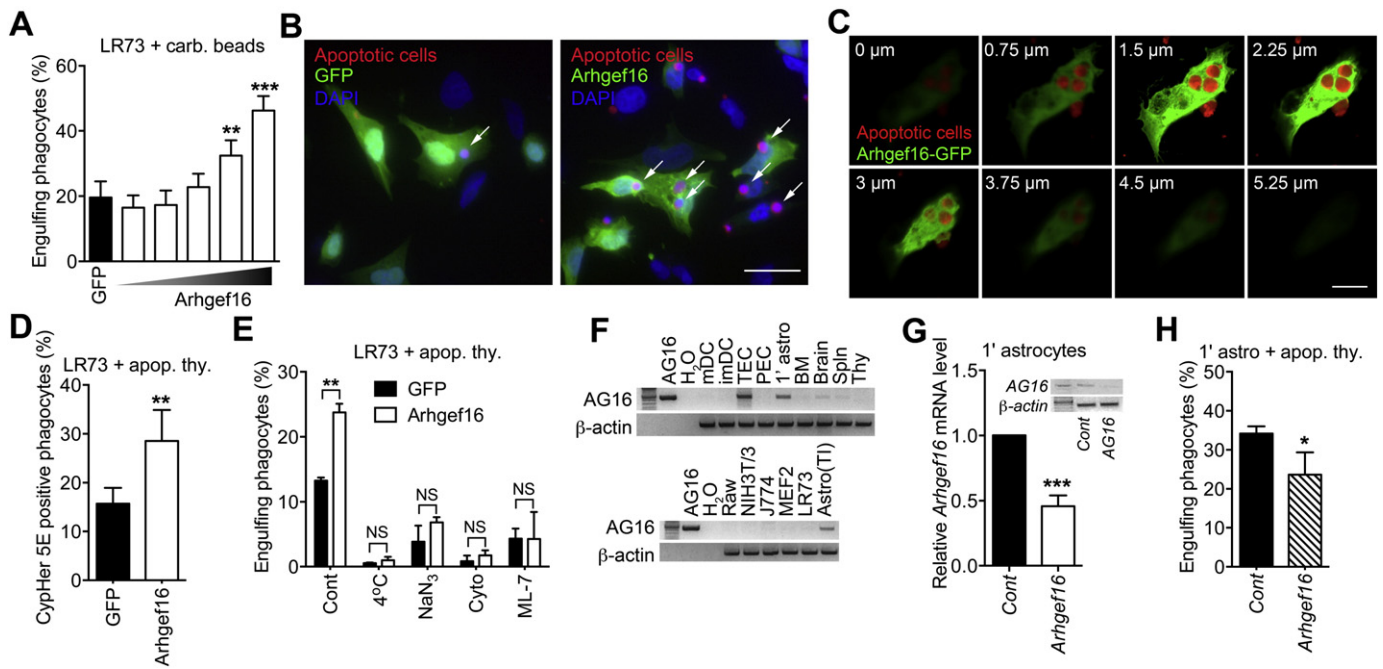 A
LR73 + carb. beads
Engulfing phagocytes (%)
60
40
20
0
**
***
GFP
Arhgef16
B
Apoptotic cells
GFP
DAPI
Apoptotic cells
Arhgef16
DAPI
C
0 µm
0.75 µm
1.5 µm
2.25 µm
Apoptotic cells
Arhgef16-GFP
3 µm
3.75 µm
4.5 µm
5.25 µm
D
LR73 + apop. thy.
CypHer 5E positive phagocytes (%)
50
40
30
20
10
0
**
GFP
Arhgef16
E
LR73 + apop. thy.
Engulfing phagocytes (%)
30
20
10
0
**
GFP
Arhgef16
NS
NS
NS
NS
Cont
4ºC
NaN3
Cyto
ML-7
F
AG16
H2O
mDC
imDC
TEC
PEC
1' astro
BM
Brain
Spln
Thy
AG16
β-actin
AG16
H2O
Raw
NIH3T/3
J774
MEF2
LR73
Astro(TI)
AG16
β-actin
G
1' astrocytes
Relative Arhgef16 mRNA level
1.5
1.0
0.5
0.0
AG16
β-actin
Cont
AG16
***
Cont
Arhgef16
H
1' astro + apop. thy.
Engulfing phagocytes (%)
50
40
30
20
10
0
*
Cont
Arhgef16